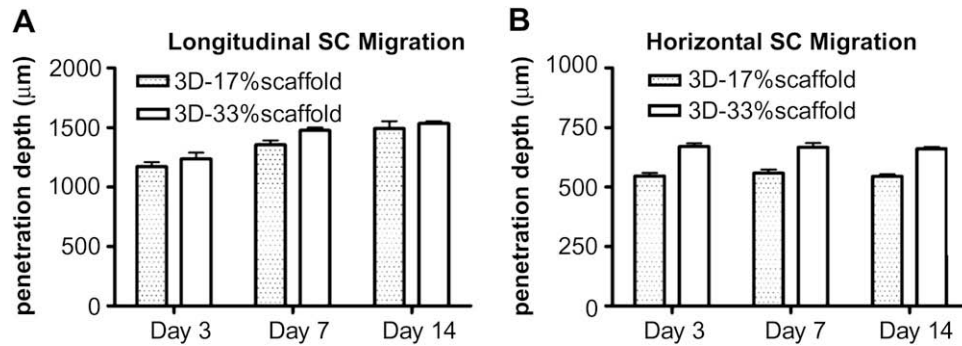 A
Longitudinal SC Migration
penetration depth (μm)
2000
1500
1000
500
0
3D-17%scaffold
3D-33%scaffold
Day 3
Day 7
Day 14
B
Horizontal SC Migration
penetration depth (μm)
1000
750
500
250
0
3D-17%scaffold
3D-33%scaffold
Day 3
Day 7
Day 14